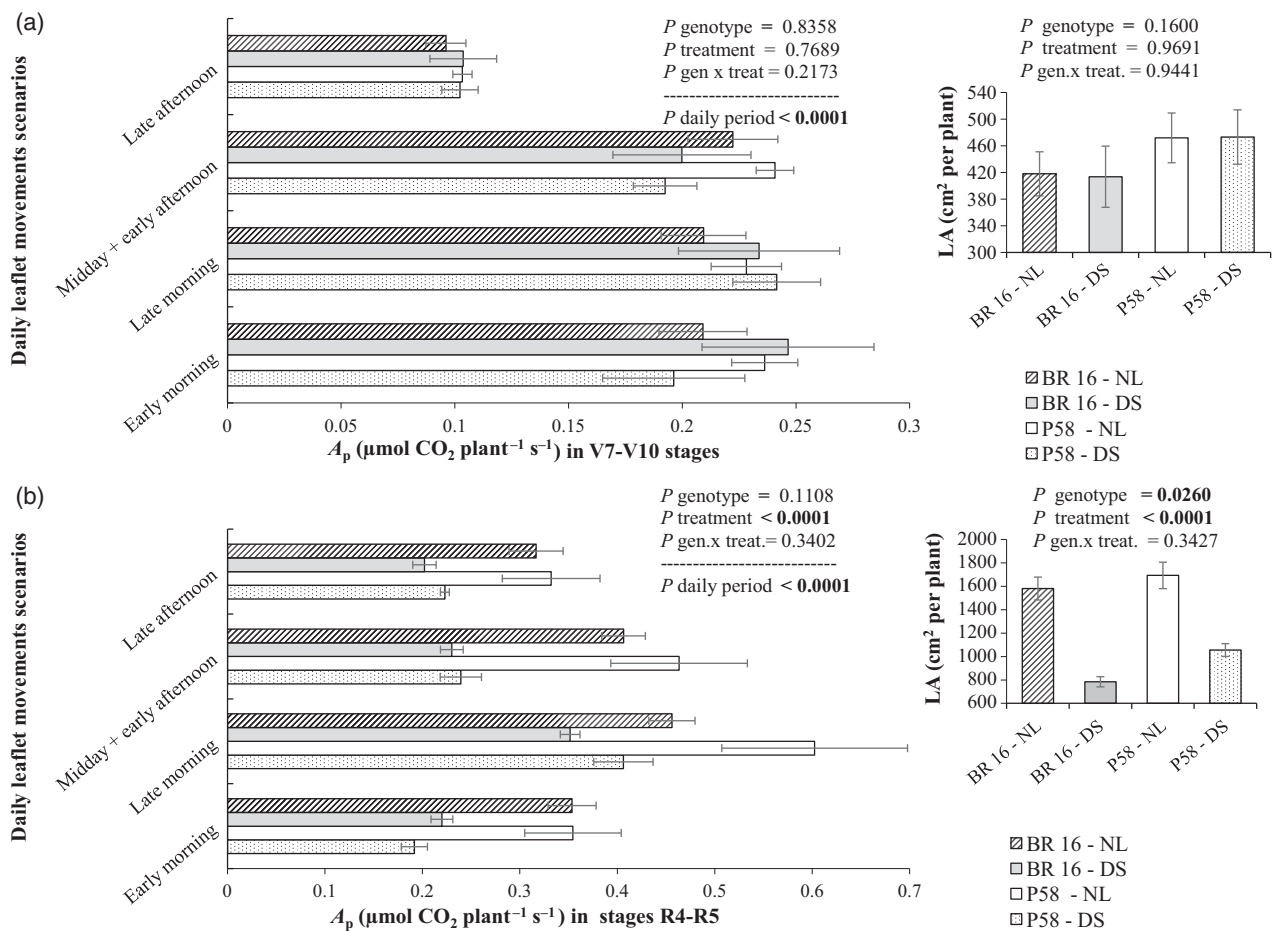 (a)
Daily leaflet movements scenarios
Late afternoon
Midday + early afternoon
Late morning
Early morning
P genotype = 0.8358
P treatment = 0.7689
P gen x treat = 0.2173
P daily period < 0.0001
0 0.05 0.1 0.15 0.2 0.25 0.3
Aₚ (µmol CO₂ plant⁻¹ s⁻¹) in V7-V10 stages
P genotype = 0.1600
P treatment = 0.9691
P gen.x treat. = 0.9441
LA (cm² per plant)
540
500
460
420
380
340
300
BR 16 - NL
BR 16 - DS
P58 - NL
P58 - DS
BR 16 - NL
BR 16 - DS
P58 - NL
P58 - DS
(b)
Daily leaflet movements scenarios
Late afternoon
Midday + early afternoon
Late morning
Early morning
P genotype = 0.1108
P treatment < 0.0001
P gen.x treat.= 0.3402
P daily period < 0.0001
0 0.1 0.2 0.3 0.4 0.5 0.6 0.7
Aₚ (µmol CO₂ plant⁻¹ s⁻¹) in stages R4-R5
P genotype = 0.0260
P treatment < 0.0001
P gen.x treat. = 0.3427
LA (cm² per plant)
2000
1800
1600
1400
1200
1000
800
600
BR 16 - NL
BR 16 - DS
P58 - NL
P58 - DS
BR 16 - NL
BR 16 - DS
P58 - NL
P58 - DS